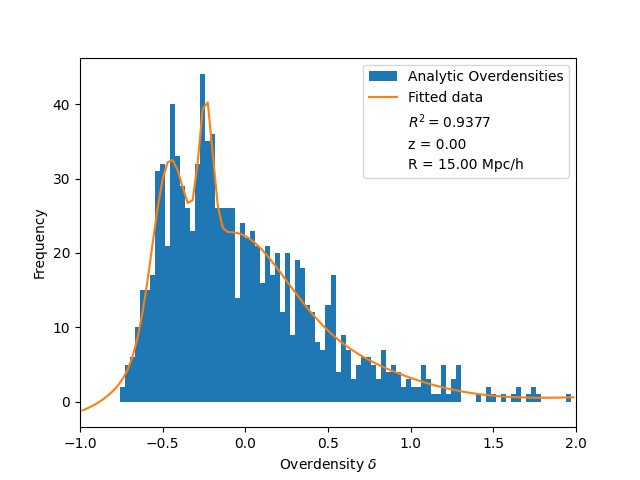 Analytic Overdensities
Fitted data
R² = 0.9377
z = 0.00
R = 15.00 Mpc/h
Frequency
40
30
20
10
0
−1.0 −0.5 0.0 0.5 1.0 1.5 2.0
Overdensity δ